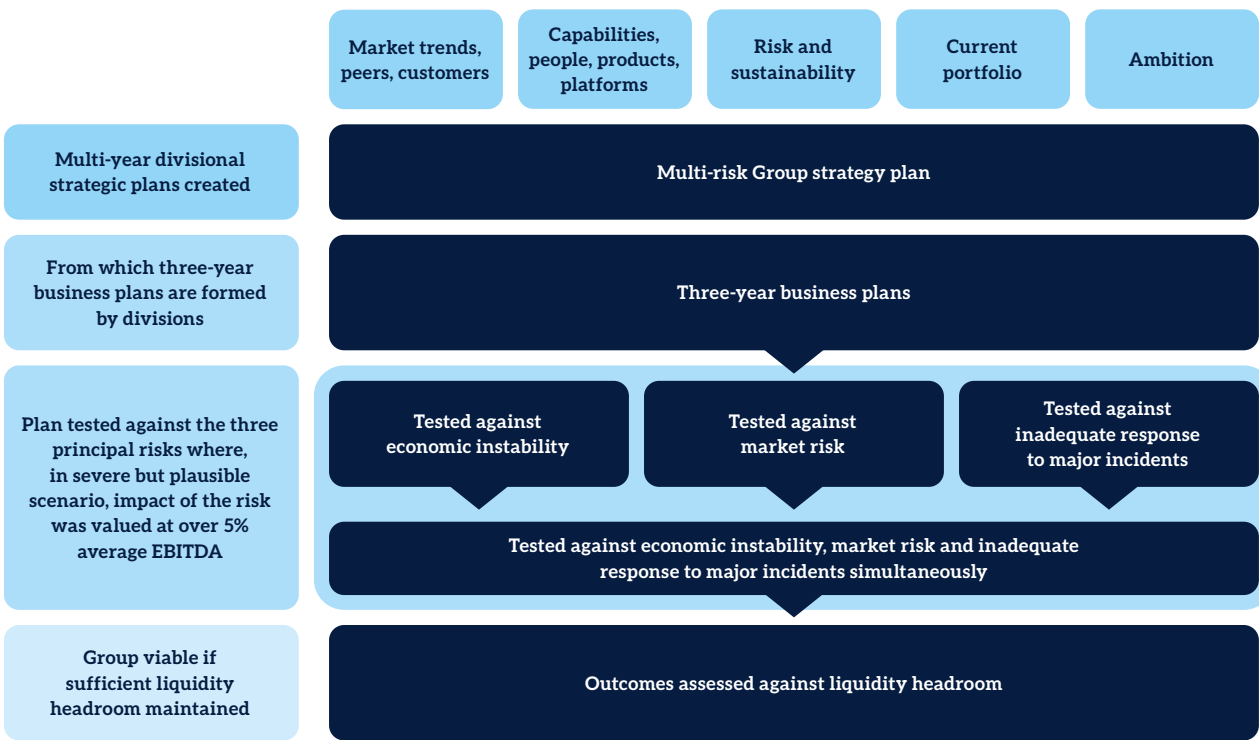 Market trends,
peers, customers
Capabilities,
people, products,
platforms
Risk and
sustainability
Current
portfolio
Ambition
Multi-year divisional
strategic plans created
Multi-risk Group strategy plan
From which three-year
business plans are formed
by divisions
Three-year business plans
Plan tested against the three
principal risks where,
in severe but plausible
scenario, impact of the risk
was valued at over 5%
average EBITDA
Tested against
economic instability
Tested against
market risk
Tested against
inadequate response
to major incidents
Tested against economic instability, market risk and inadequate
response to major incidents simultaneously
Group viable if
sufficient liquidity
headroom maintained
Outcomes assessed against liquidity headroom